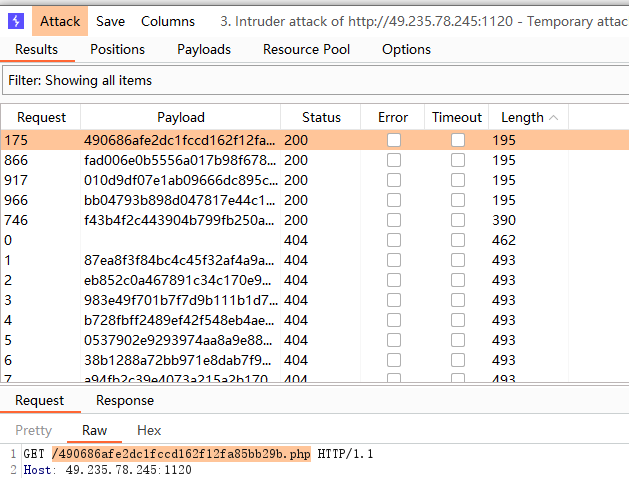 Attack Save Columns 3. Intruder attack of http://49.235.78.245:1120 - Temporary attac
Results Positions Payloads Resource Pool Options
Filter: Showing all items
Request Payload Status Error Timeout Length
175 490686afe2dc1fccd162f12fa... 200 195
866 fad006e0b5556a017b98f678... 200 195
917 010d9df07e1ab09666dc895c... 200 195
966 bb04793b898d047817e44c1... 200 195
746 f43b4f2c443904b799fb250a... 200 390
0 404 462
1 87ea8f3f84bc4c45f32af4a9a... 404 493
2 eb852c0a467891c34c170e9... 404 493
3 983e49f701b7f7d9b111b1d7... 404 493
4 b728fbff2489ef42f548eb4ae... 404 493
5 0537902e9293974aa8a9e88... 404 493
6 38b1288a72bb971e8dab7f9... 404 493
7 a94fb2c39e4073a215a2b170... 404 493
Request Response
Pretty Raw Hex
1 GET /490686afe2dc1fccd162f12fa85bb29b.php HTTP/1.1
2 Host: 49.235.78.245:1120